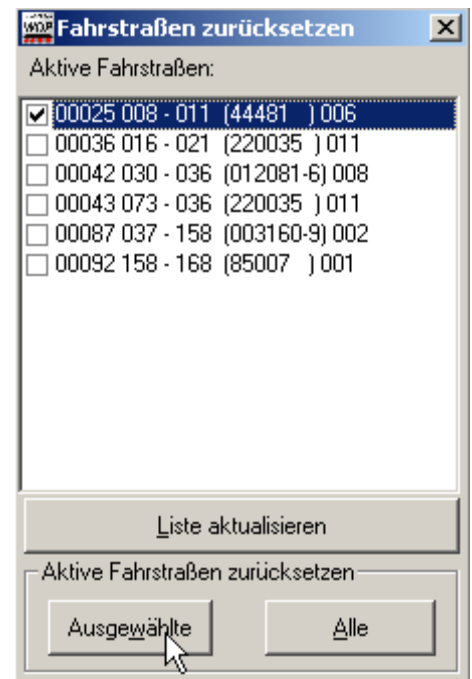 WDP Fahrstraßen zurücksetzen
Aktive Fahrstraßen:
00025 008 - 011 (44481 ) 006
00036 016 - 021 (220035 ) 011
00042 030 - 036 (012081-6) 008
00043 073 - 036 (220035 ) 011
00087 037 - 158 (003160-9) 002
00092 158 - 168 (85007 ) 001
Liste aktualisieren
Aktive Fahrstraßen zurücksetzen
Ausgewählte Alle